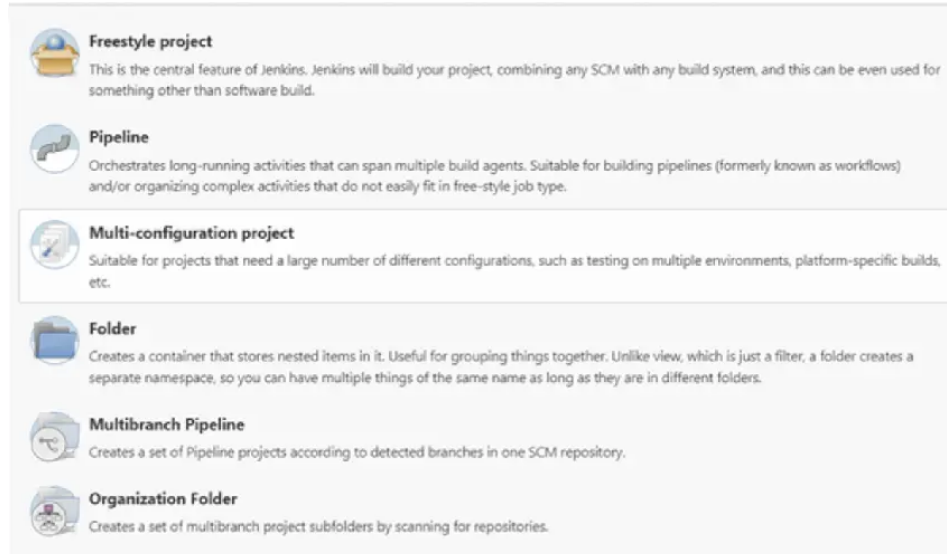 Freestyle project
This is the central feature of Jenkins. Jenkins will build your project, combining any SCM with any build system, and this can be even used for
something other than software build.
Pipeline
Orchestrates long-running activities that can span multiple build agents. Suitable for building pipelines (formerly known as workflows)
and/or organizing complex activities that do not easily fit in free-style job type.
Multi-configuration project
Suitable for projects that need a large number of different configurations, such as testing on multiple environments, platform-specific builds,
etc.
Folder
Creates a container that stores nested items in it. Useful for grouping things together. Unlike view, which is just a filter, a folder creates a
separate namespace, so you can have multiple things of the same name as long as they are in different folders.
Multibranch Pipeline
Creates a set of Pipeline projects according to detected branches in one SCM repository.
Organization Folder
Creates a set of multibranch project subfolders by scanning for repositories.